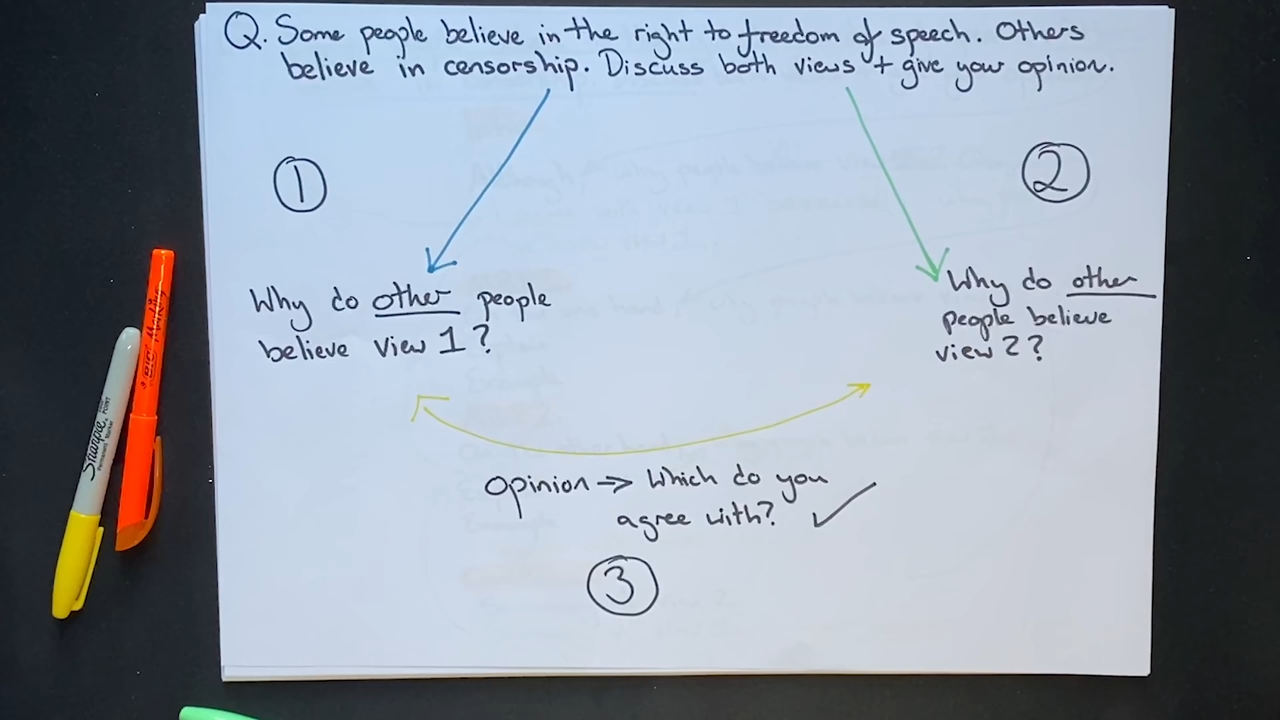 Q. Some people believe in the right to freedom of speech. Others
believe in censorship. Discuss both views + give your opinion.
1
2
Why do other people
believe view 1?
Why do other
people believe
view 2?
Opinion → Which do you
agree with? ✓
3
Sharpie
BIC Marking